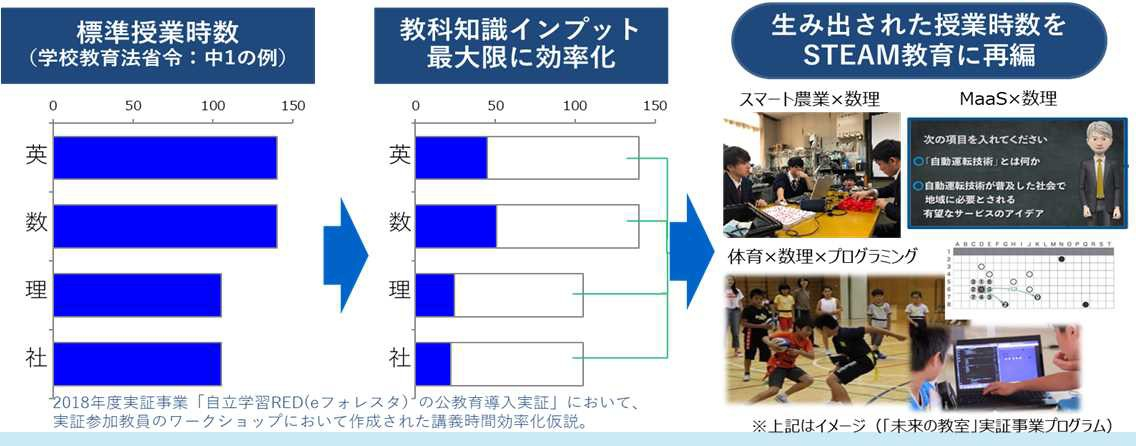 標準授業時数
（学校教育法省令：中1の例）
0 50 100 150
英
数
理
社
教科知識インプット
最大限に効率化
0 50 100 150
英
数
理
社
2018年度実証事業「自立学習RED(eフォレスタ）の公教育導入実証」において、
実証参加教員のワークショップにおいて作成された講義時間効率化仮説。
生み出された授業時数を
STEAM教育に再編
スマート農業×数理
MaaS×数理
次の項目を入れてください
「自動運転技術」とは何か
自動運転技術が普及した社会で
地域に必要とされる
有望なサービスのアイデア
体育×数理×プログラミング
A B C D E F G H I J K L M N O P Q R S T
1
2
3
4
5
6
7
8
※上記はイメージ（「未来の教室」実証事業プログラム）